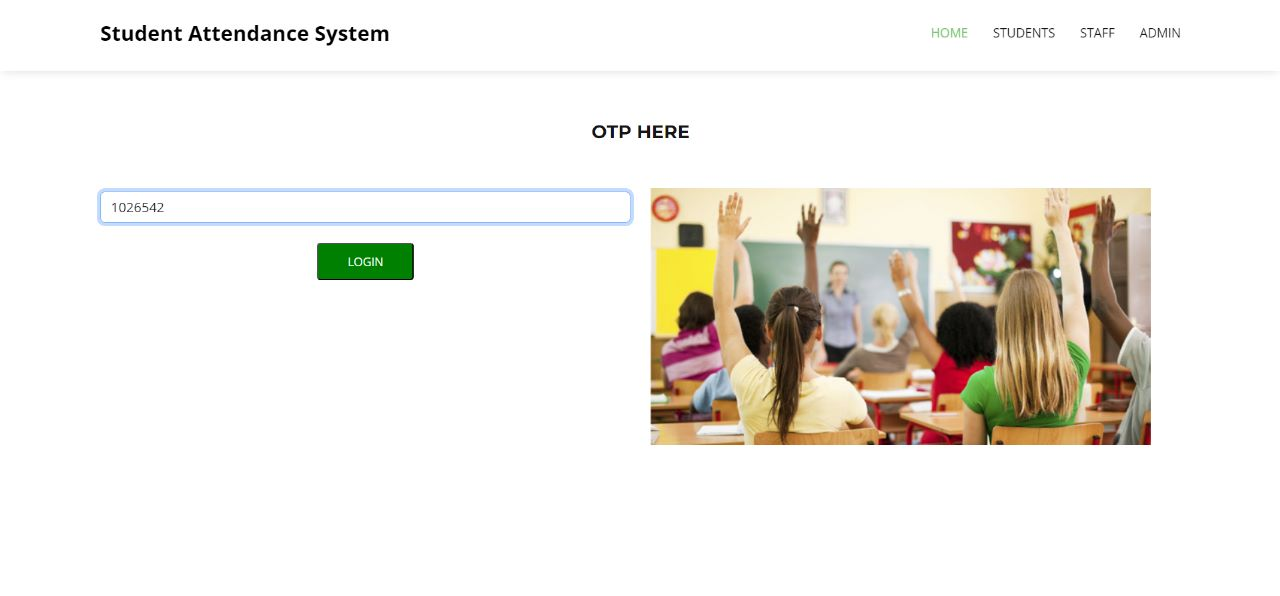 Student Attendance System
HOME STUDENTS STAFF ADMIN
OTP HERE
1026542
LOGIN